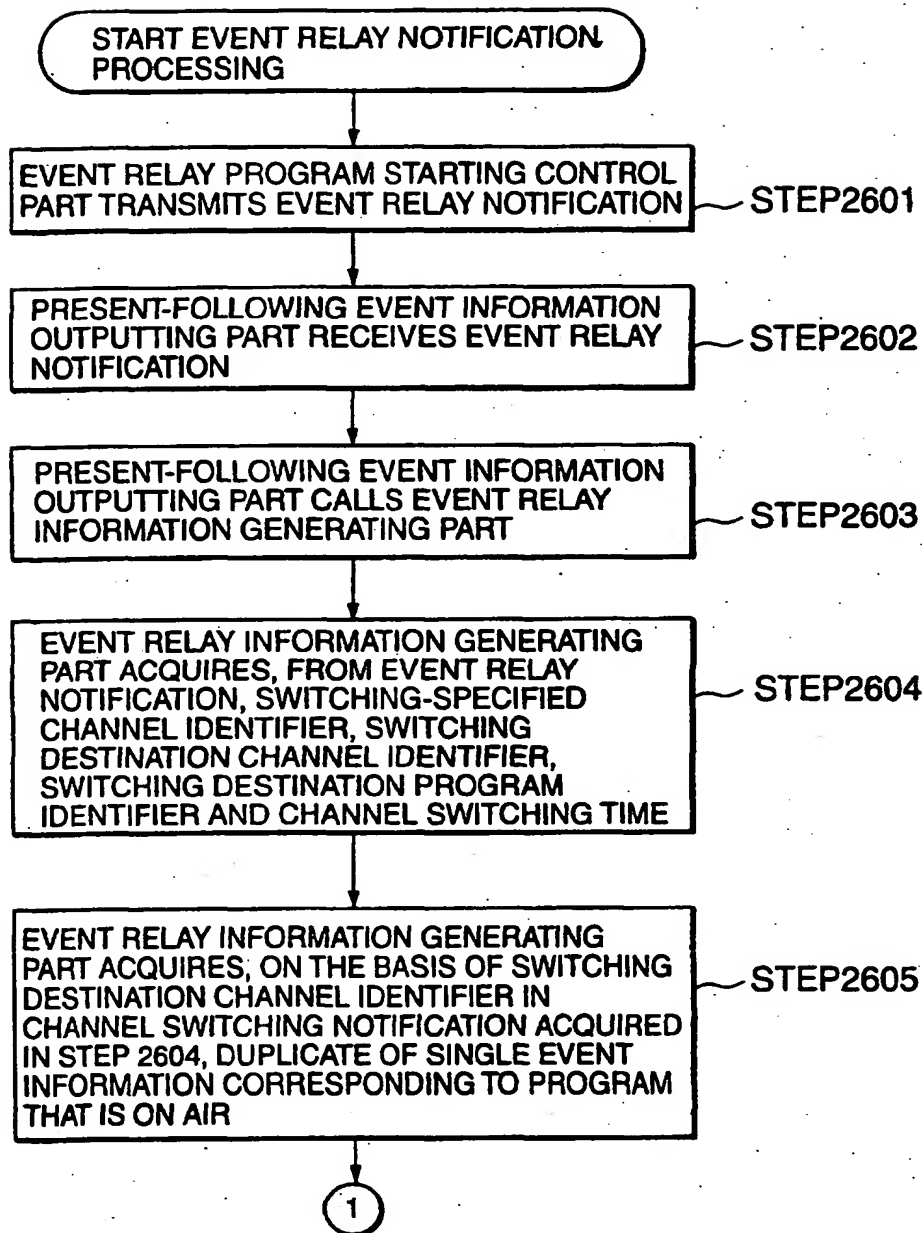 START EVENT RELAY NOTIFICATION
PROCESSING
EVENT RELAY PROGRAM STARTING CONTROL
PART TRANSMITS EVENT RELAY NOTIFICATION
STEP2601
PRESENT-FOLLOWING EVENT INFORMATION
OUTPUTTING PART RECEIVES EVENT RELAY
NOTIFICATION
STEP2602
PRESENT-FOLLOWING EVENT INFORMATION
OUTPUTTING PART CALLS EVENT RELAY
INFORMATION GENERATING PART
STEP2603
EVENT RELAY INFORMATION GENERATING
PART ACQUIRES, FROM EVENT RELAY
NOTIFICATION, SWITCHING-SPECIFIED
CHANNEL IDENTIFIER, SWITCHING
DESTINATION CHANNEL IDENTIFIER,
SWITCHING DESTINATION PROGRAM
IDENTIFIER AND CHANNEL SWITCHING TIME
STEP2604
EVENT RELAY INFORMATION GENERATING
PART ACQUIRES, ON THE BASIS OF SWITCHING
DESTINATION CHANNEL IDENTIFIER IN
CHANNEL SWITCHING NOTIFICATION ACQUIRED
IN STEP 2604, DUPLICATE OF SINGLE EVENT
INFORMATION CORRESPONDING TO PROGRAM
THAT IS ON AIR
STEP2605
1